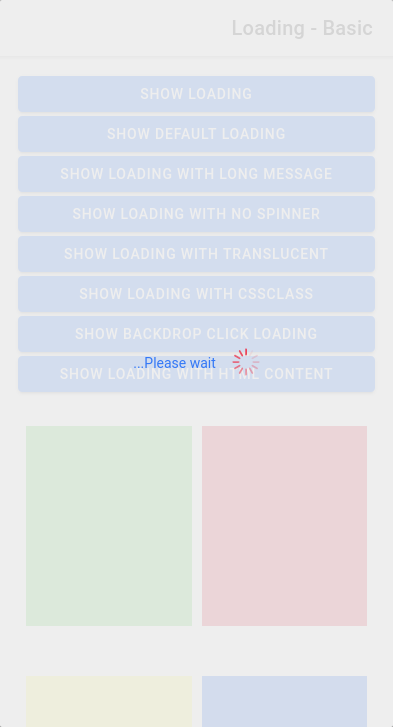 Loading - Basic
SHOW LOADING
SHOW DEFAULT LOADING
SHOW LOADING WITH LONG MESSAGE
SHOW LOADING WITH NO SPINNER
SHOW LOADING WITH TRANSLUCENT
SHOW LOADING WITH CSSCLASS
SHOW BACKDROP CLICK LOADING
...Please wait
SHOW LOADING WITH HTML CONTENT